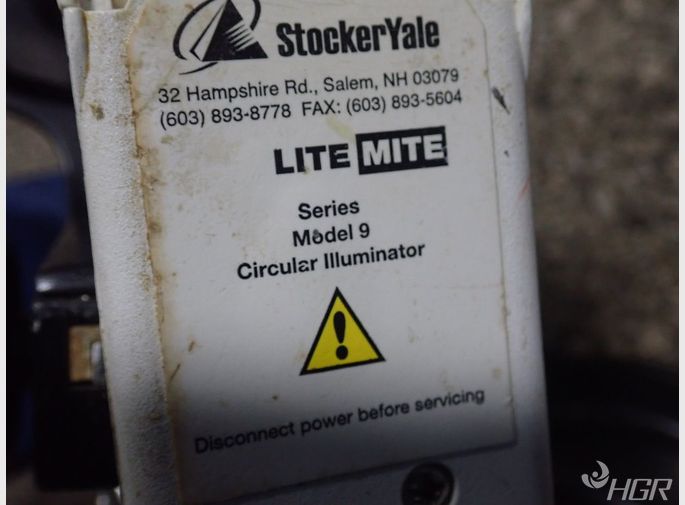 StockerYale
32 Hampshire Rd., Salem, NH 03079
(603) 893-8778 FAX: (603) 893-5604
LITE MITE
Series
Model 9
Circular Illuminator
!
Disconnect power before servicing
HGR